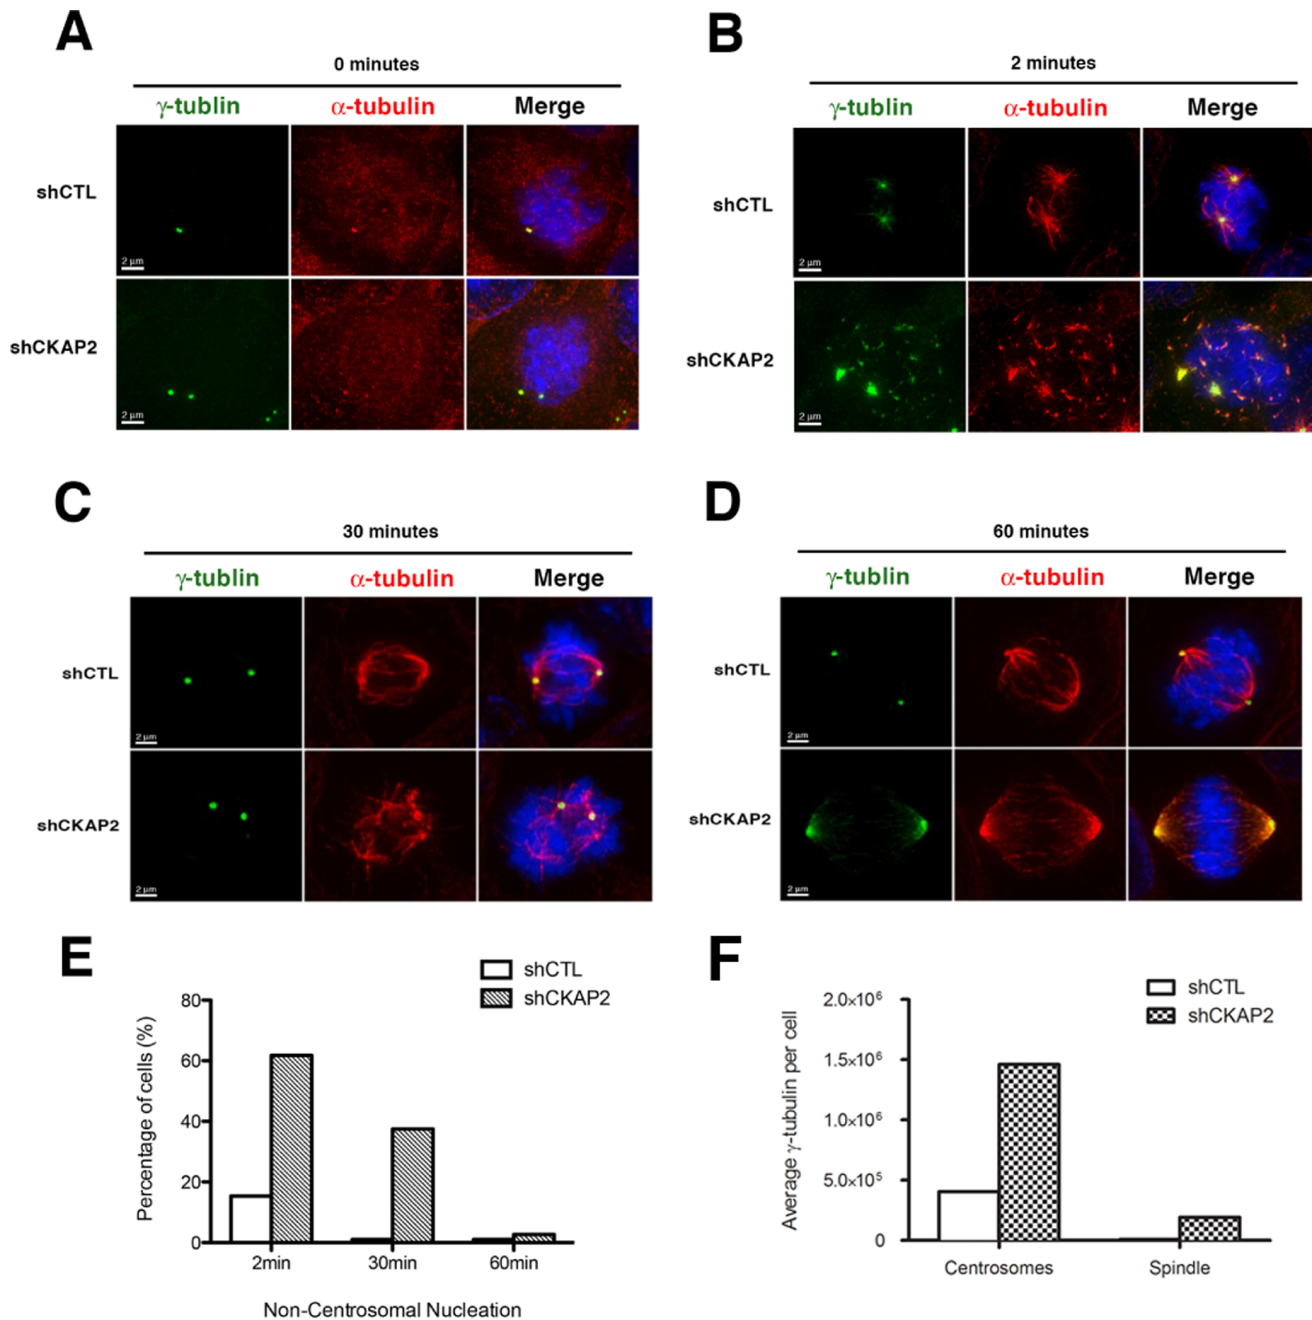 A
0 minutes
γ-tublin α-tubulin Merge
shCTL
2 μm
shCKAP2
2 μm
B
2 minutes
γ-tublin α-tubulin Merge
shCTL
2 μm
shCKAP2
2 μm
C
30 minutes
γ-tublin α-tubulin Merge
shCTL
2 μm
shCKAP2
2 μm
D
60 minutes
γ-tublin α-tubulin Merge
shCTL
2 μm
shCKAP2
2 μm
E
shCTL
shCKAP2
Percentage of cells (%)
80
60
40
20
0
2min 30min 60min
Non-Centrosomal Nucleation
F
shCTL
shCKAP2
Average γ-tubulin per cell
2.0×10⁶
1.5×10⁶
1.0×10⁶
5.0×10⁵
0
Centrosomes Spindle